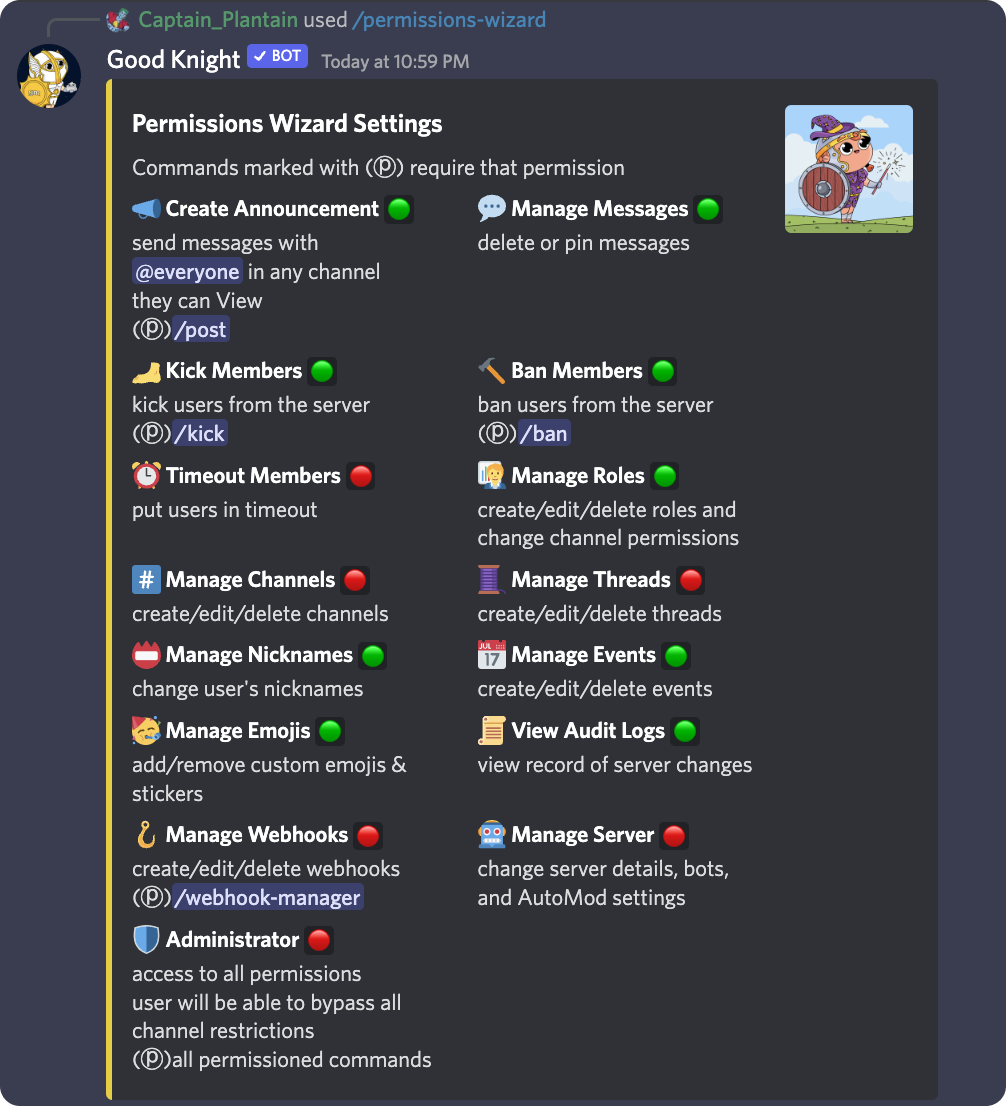 Captain_Plantain used /permissions-wizard
Good Knight ✓ BOT Today at 10:59 PM
Permissions Wizard Settings
Commands marked with (ⓟ) require that permission
Create Announcement
send messages with
@everyone in any channel
they can View
(ⓟ)/post
Manage Messages
delete or pin messages
Kick Members
kick users from the server
(ⓟ)/kick
Ban Members
ban users from the server
(ⓟ)/ban
Timeout Members
put users in timeout
Manage Roles
create/edit/delete roles and
change channel permissions
# Manage Channels
create/edit/delete channels
Manage Threads
create/edit/delete threads
Manage Nicknames
change user's nicknames
JUL 17 Manage Events
create/edit/delete events
Manage Emojis
add/remove custom emojis &
stickers
View Audit Logs
view record of server changes
Manage Webhooks
create/edit/delete webhooks
(ⓟ)/webhook-manager
Manage Server
change server details, bots,
and AutoMod settings
Administrator
access to all permissions
user will be able to bypass all
channel restrictions
(ⓟ)all permissioned commands